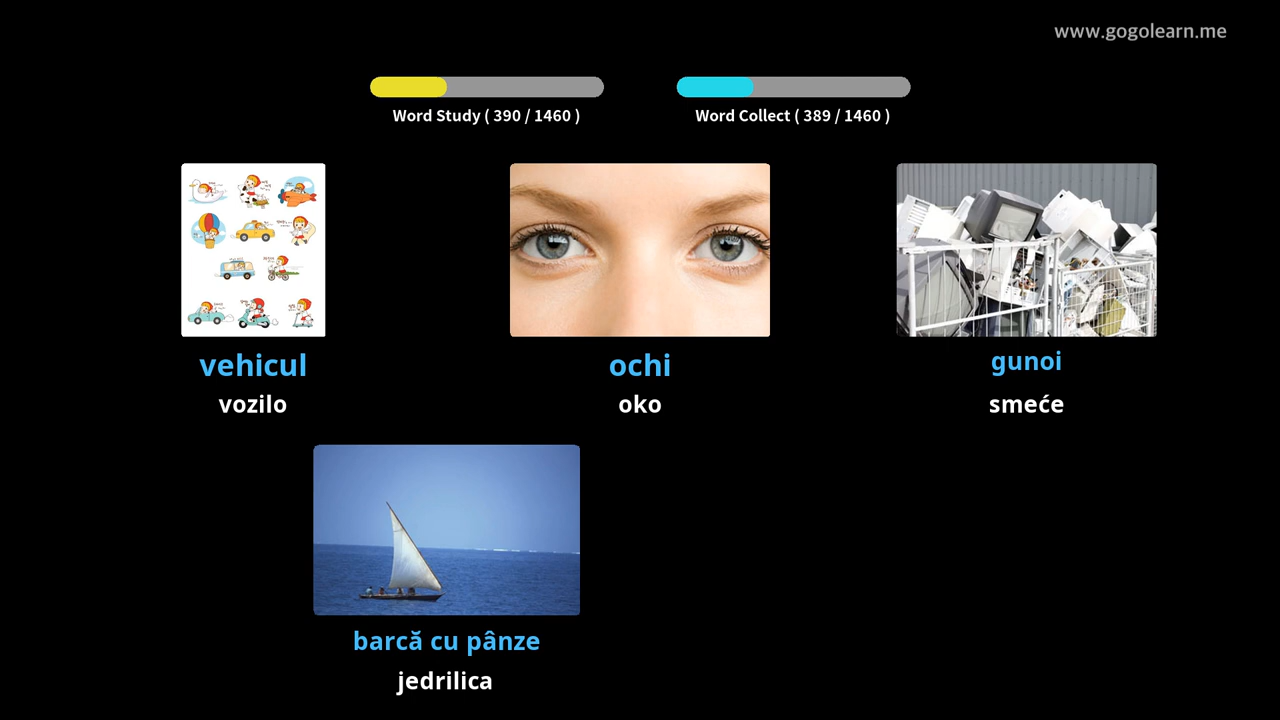 www.gogolearn.me
Word Study ( 390 / 1460 )
Word Collect ( 389 / 1460 )
vehicul
vozilo
ochi
oko
gunoi
smeće
barcă cu pânze
jedrilica